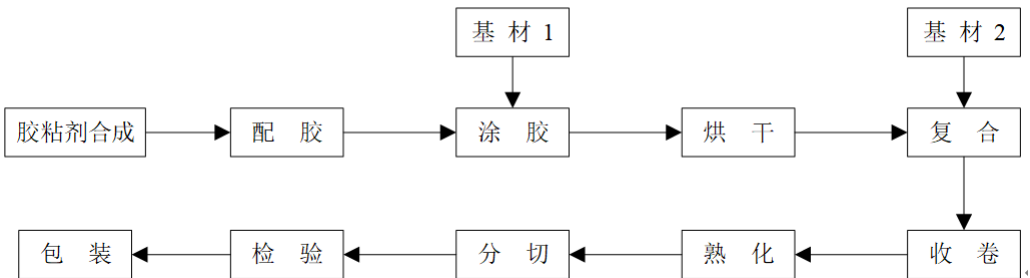 基 材 1
基 材 2
胶粘剂合成
配 胶
涂 胶
烘 干
复 合
包 装
检 验
分 切
熟 化
收 卷